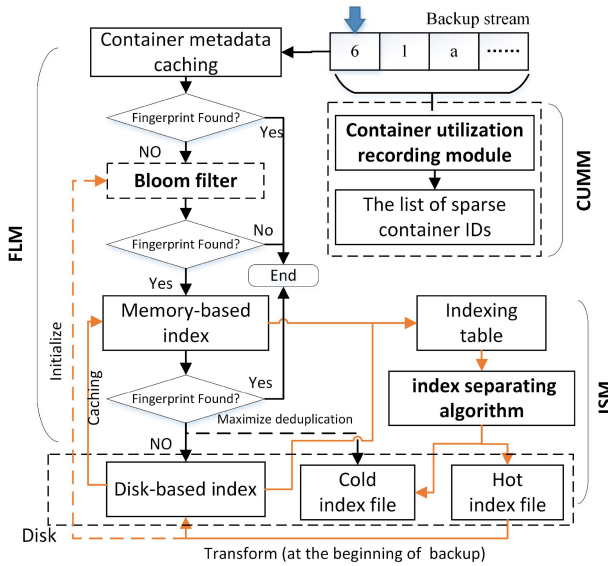 Backup stream
6 1 a ······
Container metadata
caching
Fingerprint Found?
Yes
NO
Container utilization
recording module
The list of sparse
container IDs
CUMM
Bloom filter
Fingerprint Found?
No
Yes
End
FLM
Memory-based
index
Indexing
table
index separating
algorithm
ISM
Initialize
Caching
Fingerprint Found?
Yes
Maximize deduplication
NO
Disk-based index
Cold
index file
Hot
index file
Disk
Transform (at the beginning of backup)